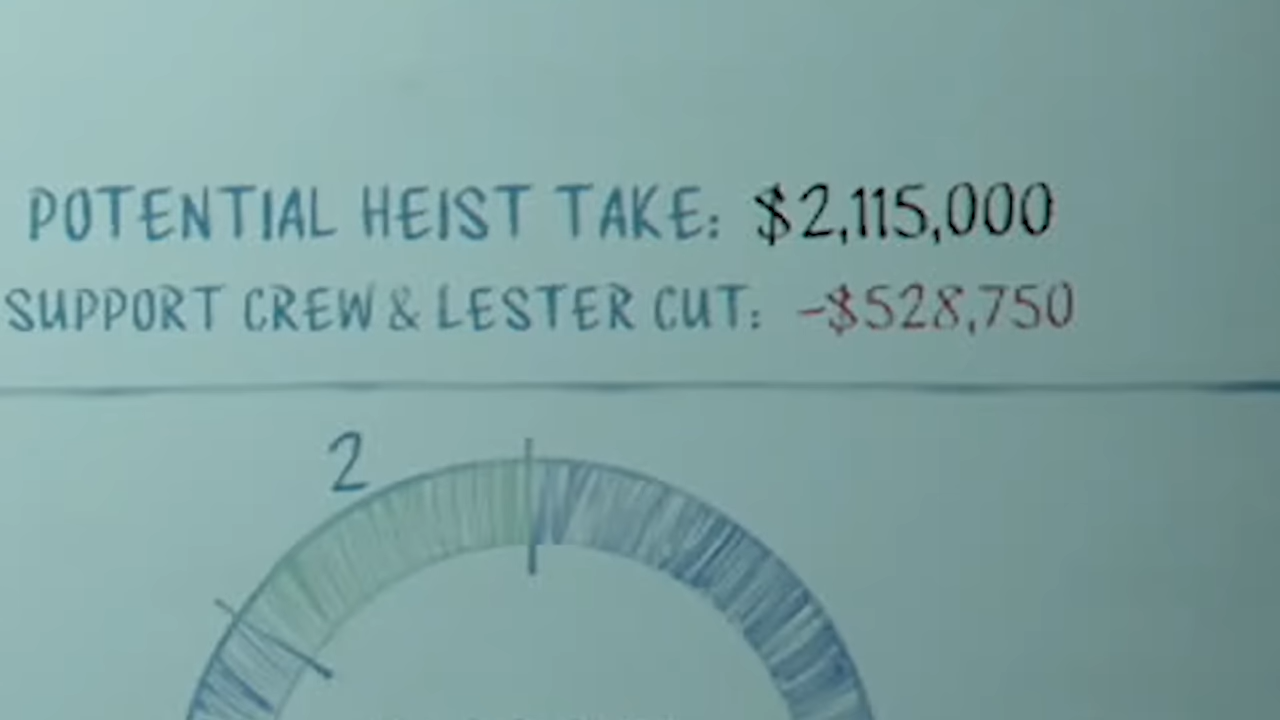 POTENTIAL HEIST TAKE: $2,115,000
SUPPORT CREW & LESTER CUT: -$528,750
2